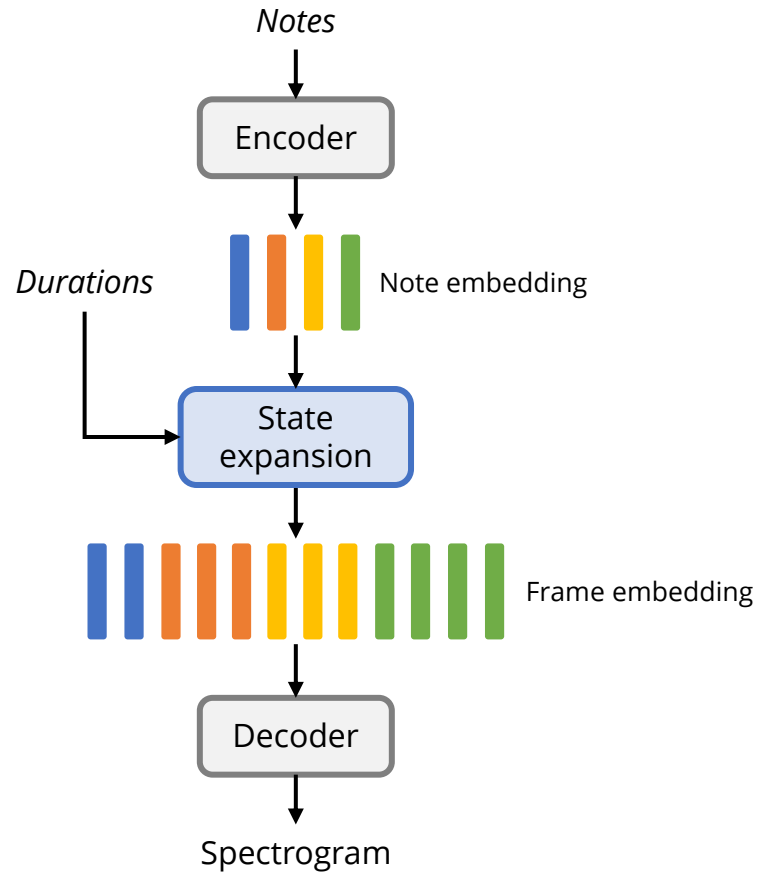 Notes
Encoder
Note embedding
Durations
State
expansion
Frame embedding
Decoder
Spectrogram